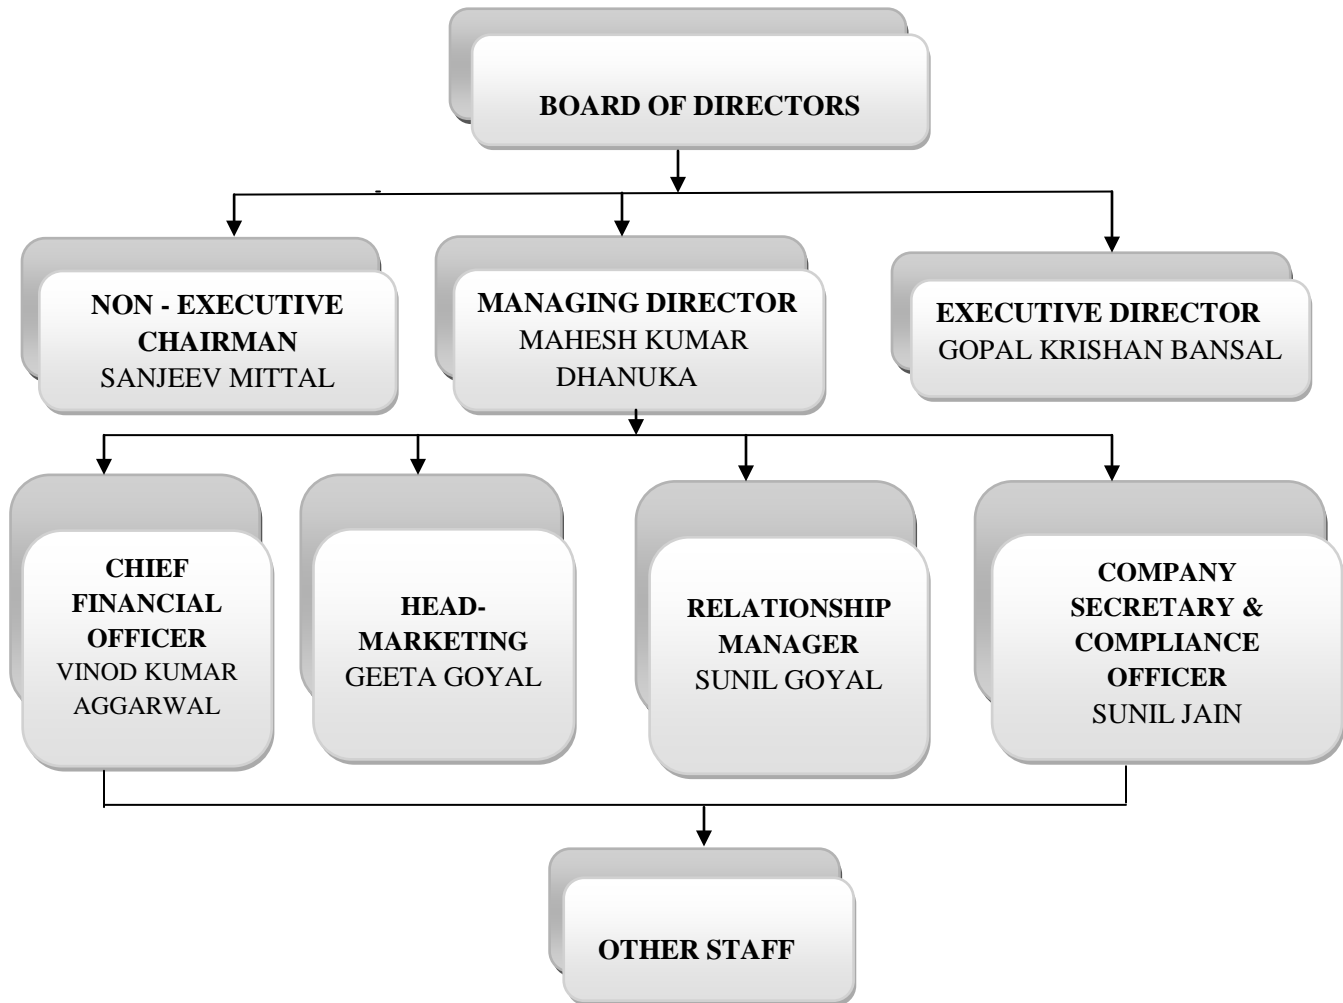 BOARD OF DIRECTORS
NON - EXECUTIVE
CHAIRMAN
SANJEEV MITTAL
MANAGING DIRECTOR
MAHESH KUMAR
DHANUKA
EXECUTIVE DIRECTOR
GOPAL KRISHAN BANSAL
CHIEF
FINANCIAL
OFFICER
VINOD KUMAR
AGGARWAL
HEAD-
MARKETING
GEETA GOYAL
RELATIONSHIP
MANAGER
SUNIL GOYAL
COMPANY
SECRETARY &
COMPLIANCE
OFFICER
SUNIL JAIN
OTHER STAFF